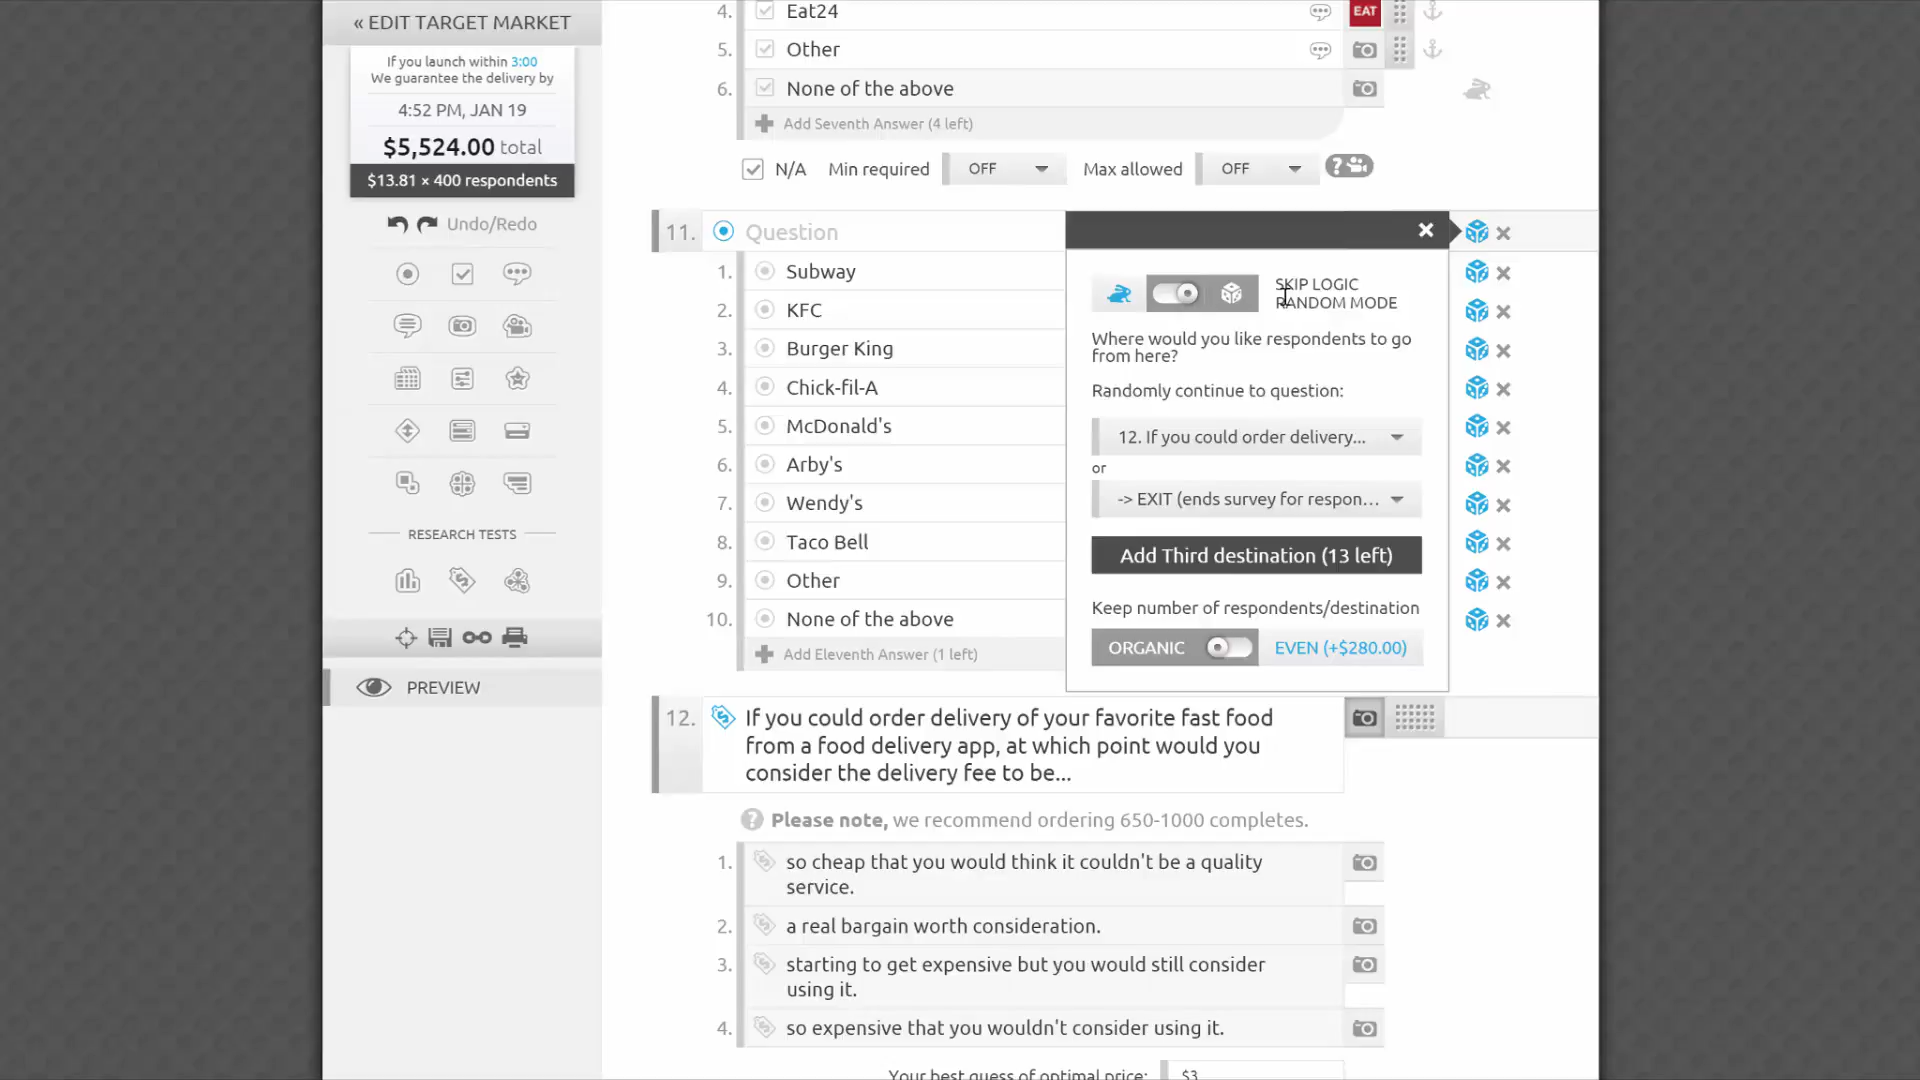 « EDIT TARGET MARKET
If you launch within 3:00
We guarantee the delivery by
4:52 PM, JAN 19
$5,524.00 total
$13.81 × 400 respondents
Undo/Redo
RESEARCH TESTS
PREVIEW
4. Eat24
EAT
5. Other
6. None of the above
Add Seventh Answer (4 left)
N/A Min required OFF Max allowed OFF ?
11. Question
1. Subway
2. KFC
3. Burger King
4. Chick-fil-A
5. McDonald's
6. Arby's
7. Wendy's
8. Taco Bell
9. Other
10. None of the above
Add Eleventh Answer (1 left)
SKIP LOGIC
RANDOM MODE
Where would you like respondents to go
from here?
Randomly continue to question:
12. If you could order delivery...
or
-> EXIT (ends survey for respon...
Add Third destination (13 left)
Keep number of respondents/destination
ORGANIC EVEN (+$280.00)
12. If you could order delivery of your favorite fast food
from a food delivery app, at which point would you
consider the delivery fee to be...
? Please note, we recommend ordering 650-1000 completes.
1. so cheap that you would think it couldn't be a quality
service.
2. a real bargain worth consideration.
3. starting to get expensive but you would still consider
using it.
4. so expensive that you wouldn't consider using it.
Your best guess of optimal price: $3